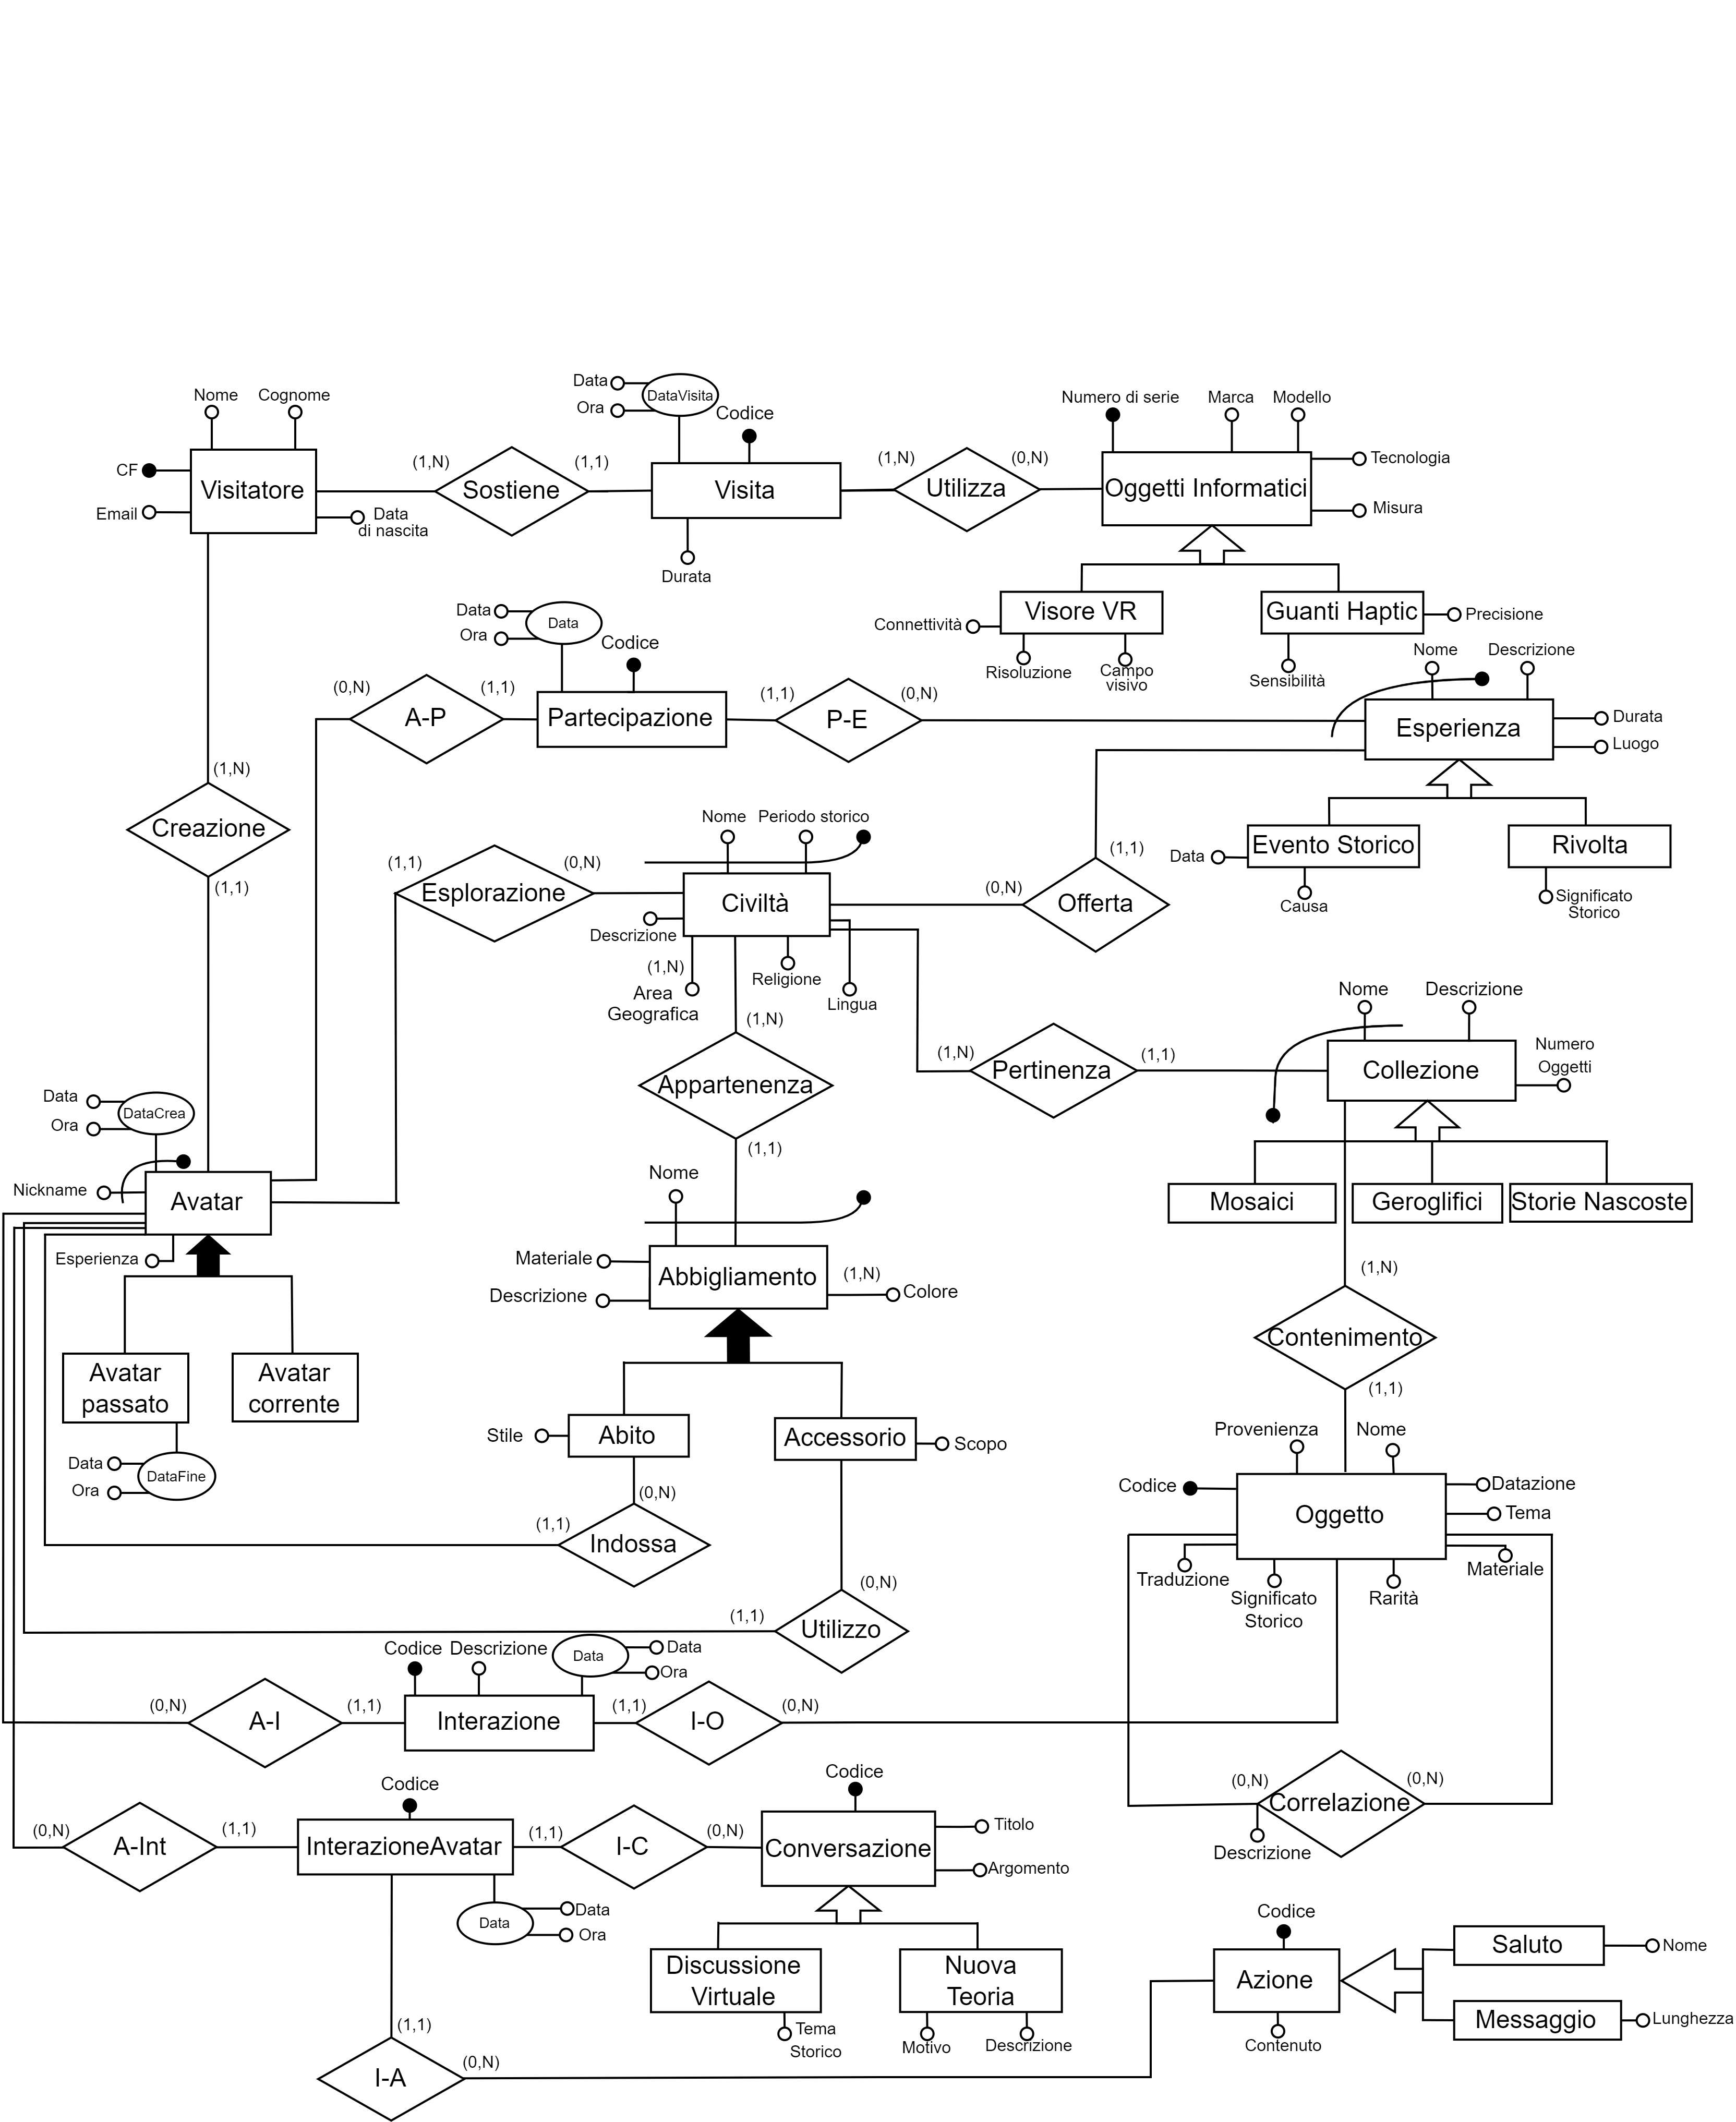 Nome
Cognome
CF
Email
Visitatore
Data
di nascita
(1,N)
Sostiene
(1,1)
Data
Ora
DataVisita
Codice
Visita
Durata
(1,N)
Utilizza
(0,N)
Numero di serie
Marca
Modello
Tecnologia
Misura
Oggetti Informatici
Visore VR
Connettività
Risoluzione
Campo
visivo
Guanti Haptic
Precisione
Sensibilità
Data
Ora
Data
Codice
(0,N)
A-P
(1,1)
Partecipazione
(1,1)
P-E
(0,N)
Nome
Descrizione
Esperienza
Durata
Luogo
Evento Storico
Data
Causa
Rivolta
Significato
Storico
(1,N)
Creazione
(1,1)
(1,1)
Esplorazione
(0,N)
Nome
Periodo storico
Civiltà
Descrizione
(1,N)
Area
Geografica
Religione
Lingua
(0,N)
Offerta
(1,1)
(1,N)
Appartenenza
(1,1)
(1,N)
Pertinenza
(1,1)
Nome
Descrizione
Numero
Oggetti
Collezione
Mosaici
Geroglifici
Storie Nascoste
Data
Ora
DataCrea
Nickname
Avatar
Esperienza
Avatar
passato
Avatar
corrente
Data
Ora
DataFine
Nome
Materiale
Descrizione
Abbigliamento
(1,N)
Colore
Stile
Abito
Accessorio
Scopo
(0,N)
(1,1)
Indossa
(0,N)
(1,1)
Utilizzo
(1,N)
Contenimento
(1,1)
Provenienza
Nome
Codice
Oggetto
Datazione
Tema
Materiale
Traduzione
Significato
Storico
Rarità
Codice
Descrizione
Data
Data
Ora
(0,N)
A-I
(1,1)
Interazione
(1,1)
I-O
(0,N)
(0,N)
Correlazione
(0,N)
Descrizione
Codice
(0,N)
A-Int
(1,1)
InterazioneAvatar
Data
Data
Ora
(1,1)
I-C
(0,N)
Codice
Conversazione
Titolo
Argomento
Discussione
Virtuale
Tema
Storico
Nuova
Teoria
Motivo
Descrizione
(1,1)
I-A
(0,N)
Codice
Azione
Contenuto
Saluto
Nome
Messaggio
Lunghezza